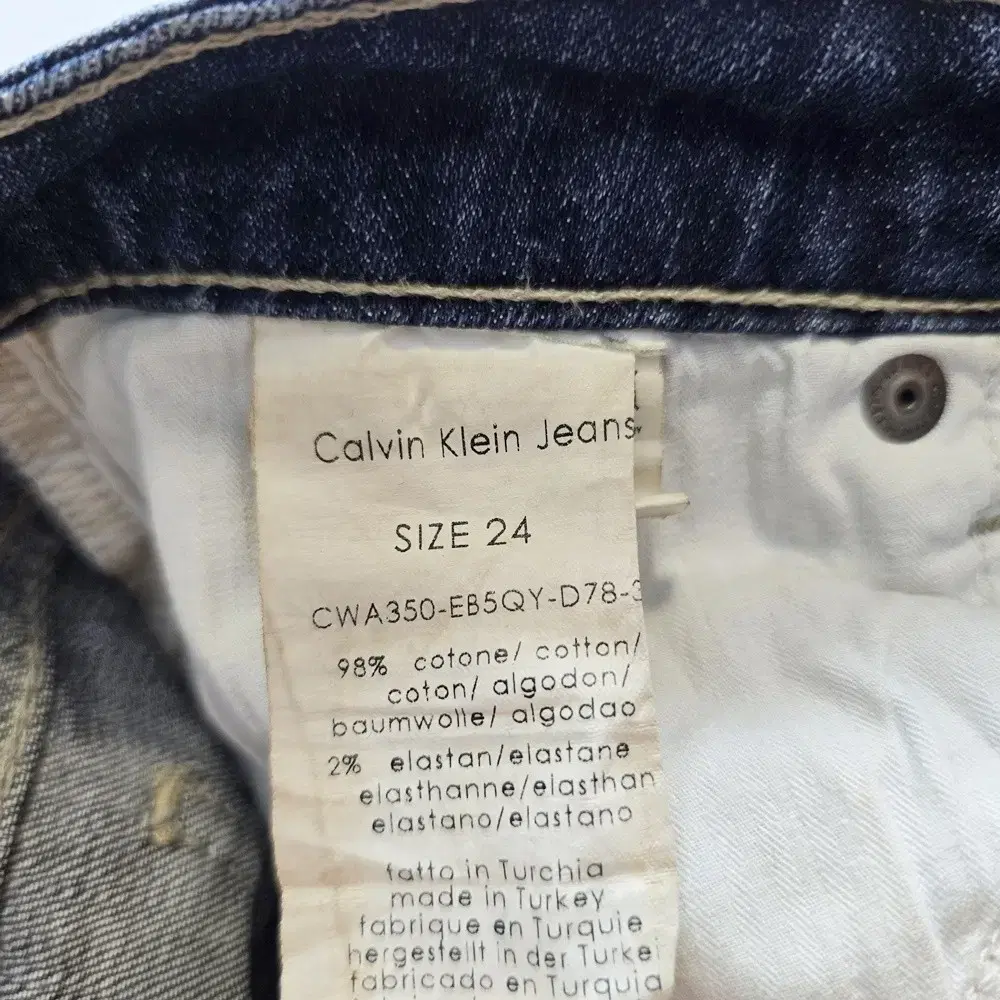 Calvin Klein Jeans
SIZE 24
CWA350-EB5QY-D78-3
98% cotone/ cotton/
coton/ algodon/
baumwolle/ algodao
2% elastan/elastane
elasthanne/elasthan
elastano/elastano
fatto in Turchia
made in Turkey
fabrique en Turquie
hergestellt in der Turkei
fabricado en Turquia